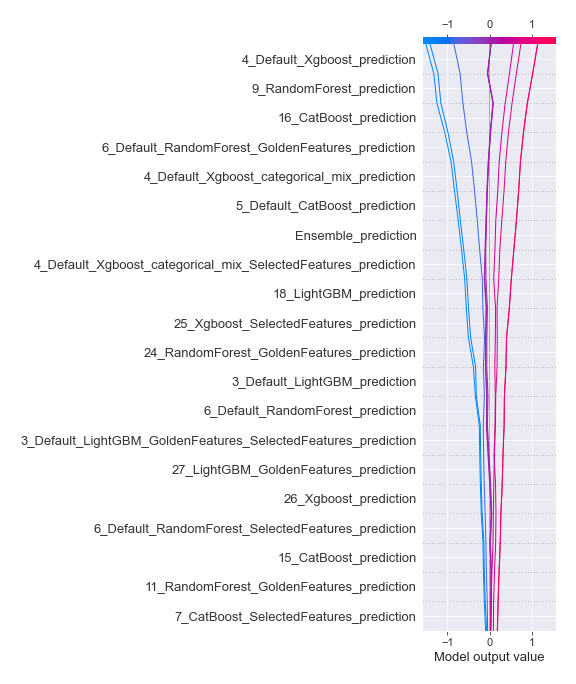 −1 0 1
4_Default_Xgboost_prediction
9_RandomForest_prediction
16_CatBoost_prediction
6_Default_RandomForest_GoldenFeatures_prediction
4_Default_Xgboost_categorical_mix_prediction
5_Default_CatBoost_prediction
Ensemble_prediction
4_Default_Xgboost_categorical_mix_SelectedFeatures_prediction
18_LightGBM_prediction
25_Xgboost_SelectedFeatures_prediction
24_RandomForest_GoldenFeatures_prediction
3_Default_LightGBM_prediction
6_Default_RandomForest_prediction
3_Default_LightGBM_GoldenFeatures_SelectedFeatures_prediction
27_LightGBM_GoldenFeatures_prediction
26_Xgboost_prediction
6_Default_RandomForest_SelectedFeatures_prediction
15_CatBoost_prediction
11_RandomForest_GoldenFeatures_prediction
7_CatBoost_SelectedFeatures_prediction
−1 0 1
Model output value